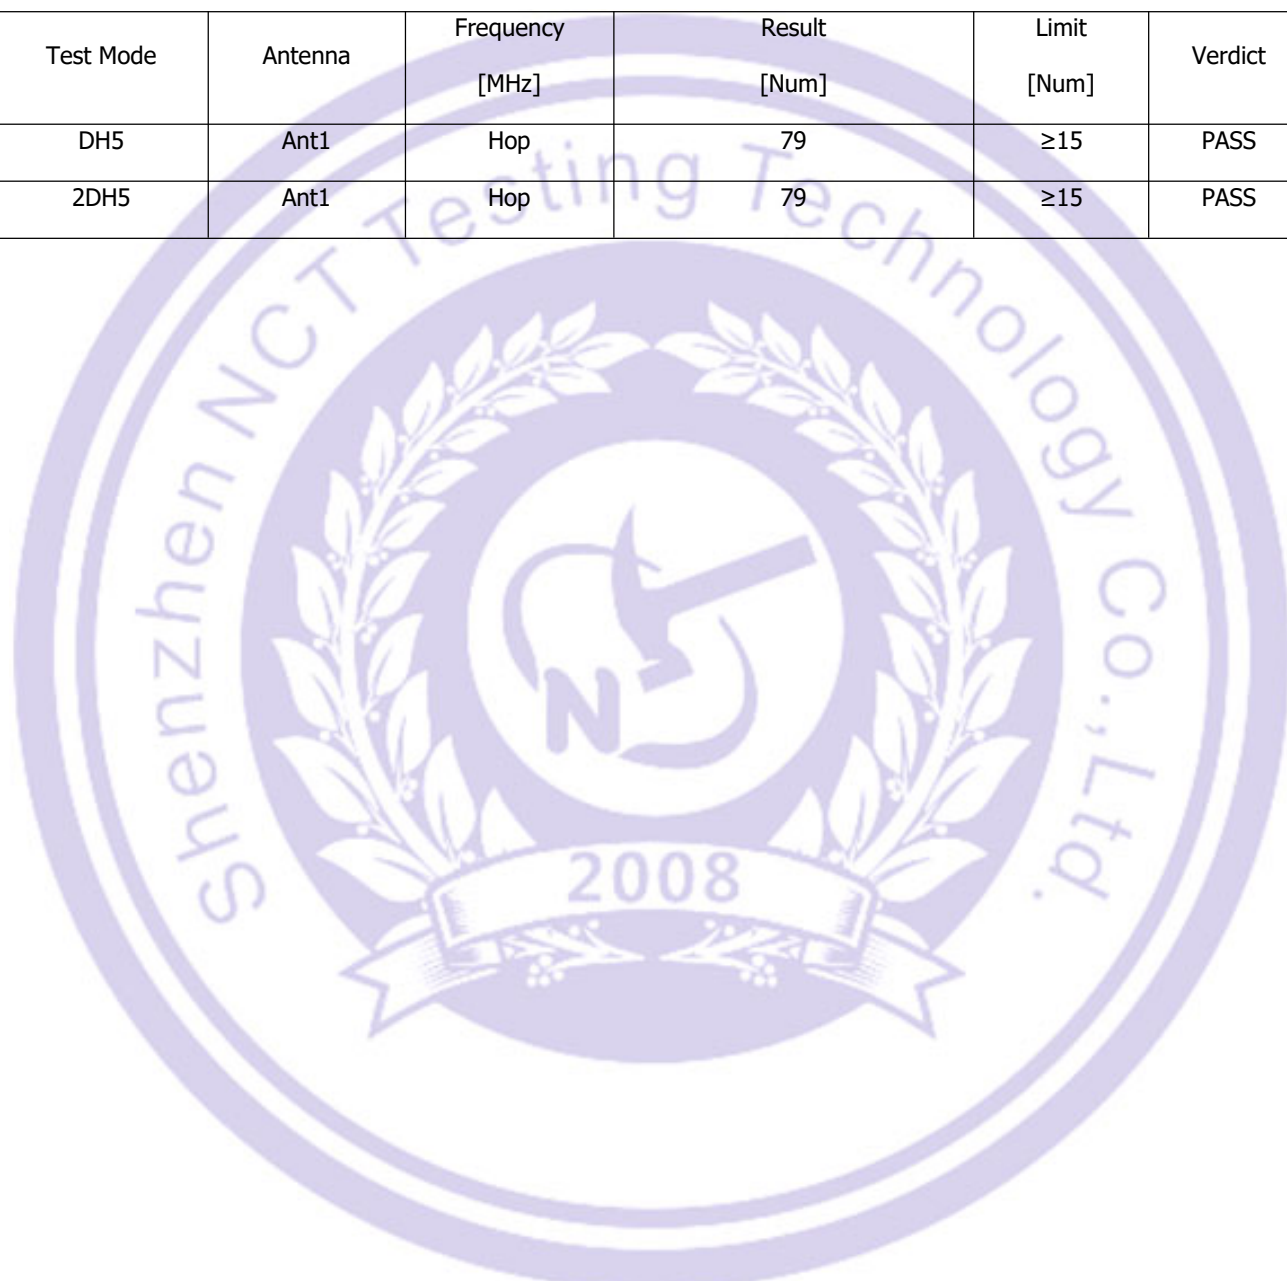 Test Mode Antenna Frequency [MHz] Result [Num] Limit [Num] Verdict
DH5 Ant1 Hop 79 ≥15 PASS
2DH5 Ant1 Hop 79 ≥15 PASS
Shenzhen NCT Testing Technology Co.,Ltd.
N
2008